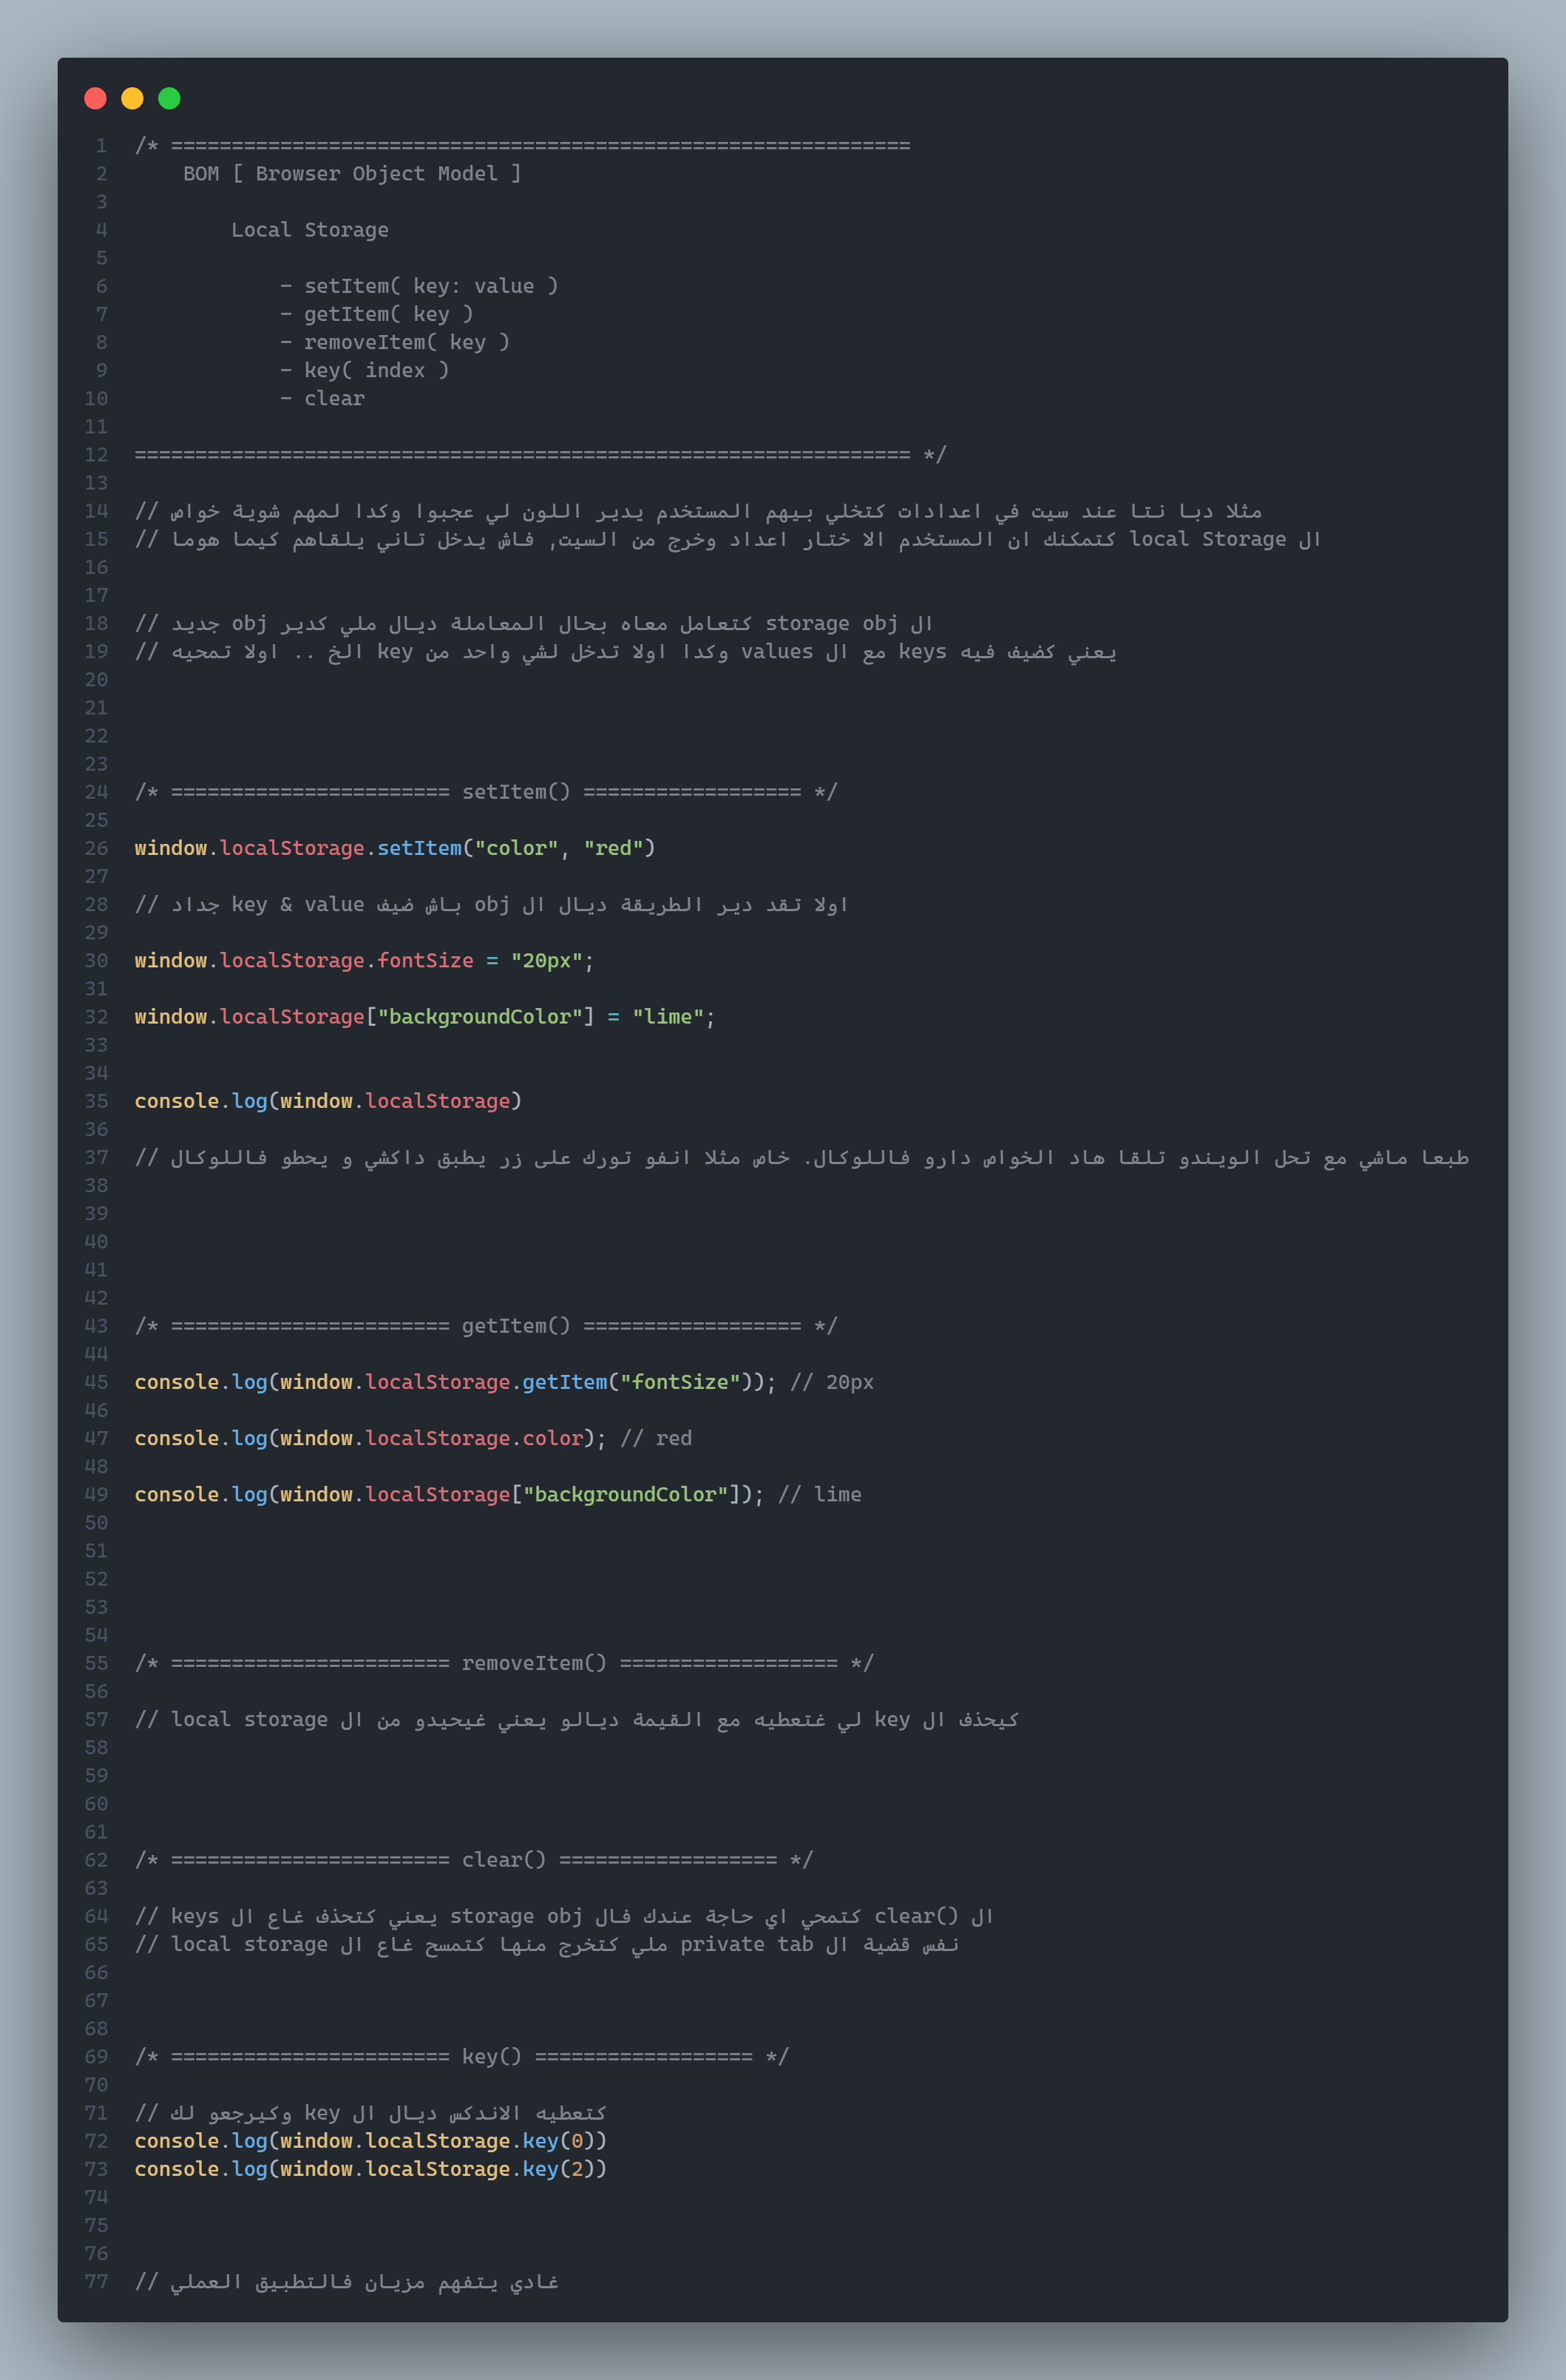 1 /* =============================================================
2 BOM [ Browser Object Model ]
3
4 Local Storage
5
6 - setItem( key: value )
7 - getItem( key )
8 - removeItem( key )
9 - key( index )
10 - clear
11
12 ================================================================ */
13
14 // مثلا دبا نتا عند سيت في اعدادات كتخلي بيهم المستخدم يدير اللون لي عجبوا وكدا لمهم شوية خواص
15 // ال local Storage كتمكنك ان المستخدم الا ختار اعداد وخرج من السيت, فاش يدخل تاني يلقاهم كيما هوما
16
17
18 // ال storage obj كتعامل معاه بحال المعاملة ديال ملي كدير obj جديد
19 // يعني كضيف فيه keys مع ال values وكدا اولا تدخل لشي واحد من key الخ .. اولا تمحيه
20
21
22
23
24 /* ======================= setItem() ================== */
25
26 window.localStorage.setItem("color", "red")
27
28 // اولا تقد دير الطريقة ديال ال obj باش ضيف key & value جداد
29
30 window.localStorage.fontSize = "20px";
31
32 window.localStorage["backgroundColor"] = "lime";
33
34
35 console.log(window.localStorage)
36
37 // طبعا ماشي مع تحل الويندو تلقا هاد الخواص دارو فاللوكال. خاص مثلا انفو تورك على زر يطبق داكشي و يحطو فاللوكال
38
39
40
41
42
43 /* ======================= getItem() ================== */
44
45 console.log(window.localStorage.getItem("fontSize")); // 20px
46
47 console.log(window.localStorage.color); // red
48
49 console.log(window.localStorage["backgroundColor"]); // lime
50
51
52
53
54
55 /* ======================= removeItem() ================== */
56
57 // كيحذف ال key لي غتعطيه مع القيمة ديالو يعني غيحيدو من ال local storage
58
59
60
61
62 /* ======================= clear() ================== */
63
64 // ال clear() كتمحي اي حاجة عندك فال storage obj يعني كتحذف غاع ال keys
65 // نفس قضية ال private tab ملي كتخرج منها كتمسح غاع ال local storage
66
67
68
69 /* ======================= key() ================== */
70
71 // كتعطيه الاندكس ديال ال key وكيرجعو لك
72 console.log(window.localStorage.key(0))
73 console.log(window.localStorage.key(2))
74
75
76
77 // غادي يتفهم مزيان فالتطبيق العملي